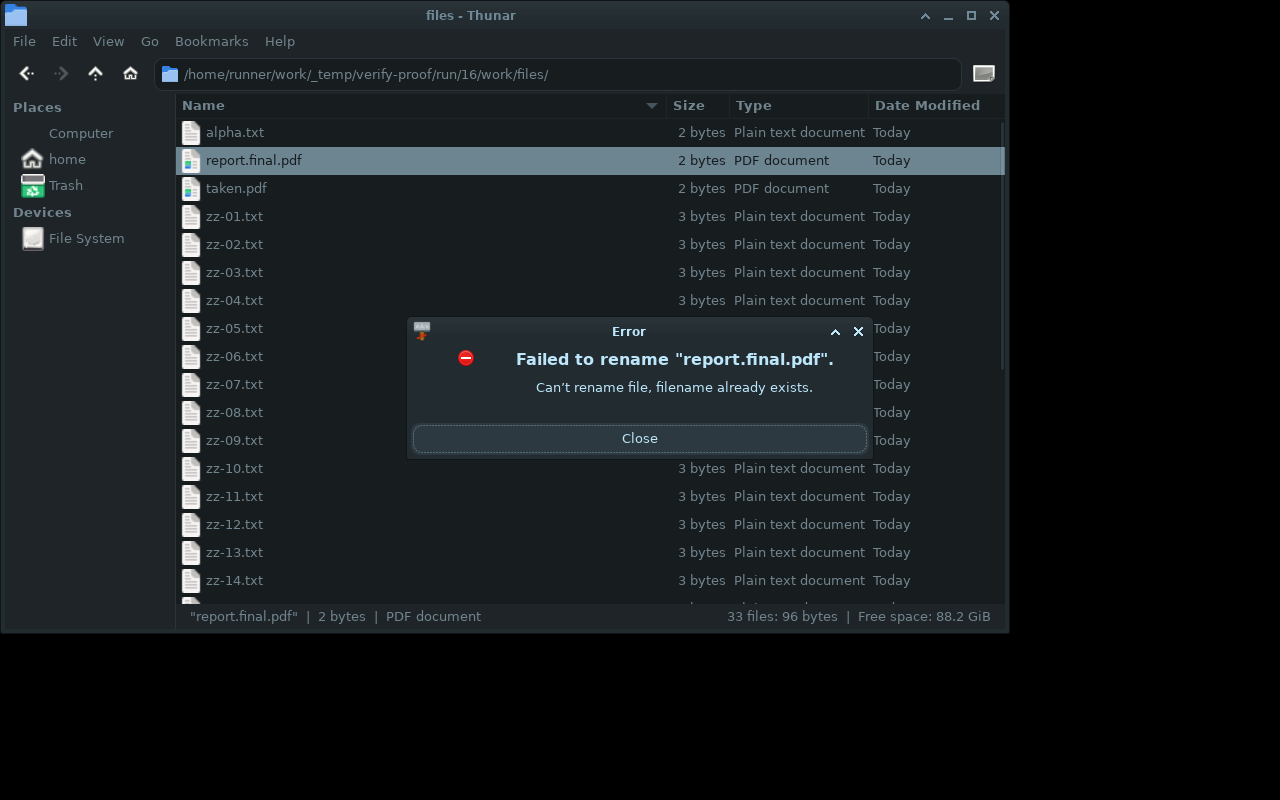 files - Thunar
File Edit View Go Bookmarks Help
/home/runner/work/_temp/verify-proof/run/16/work/files/
Places
Computer
home
Trash
Devices
File System
Name Size Type Date Modified
alpha.txt 2 bytes Plain text document Today
report.final.pdf 2 bytes PDF document Today
taken.pdf 2 bytes PDF document Today
zz-01.txt 3 bytes Plain text document Today
zz-02.txt 3 bytes Plain text document Today
zz-03.txt 3 bytes Plain text document Today
zz-04.txt 3 bytes Plain text document Today
zz-05.txt Today
zz-06.txt Today
zz-07.txt Today
zz-08.txt Today
zz-09.txt Today
zz-10.txt 3 bytes Plain text document Today
zz-11.txt 3 bytes Plain text document Today
zz-12.txt 3 bytes Plain text document Today
zz-13.txt 3 bytes Plain text document Today
zz-14.txt 3 bytes Plain text document Today
Error
Failed to rename "report.final.pdf".
Can’t rename file, filename already exists.
Close
"report.final.pdf" | 2 bytes | PDF document
33 files: 96 bytes | Free space: 88.2 GiB